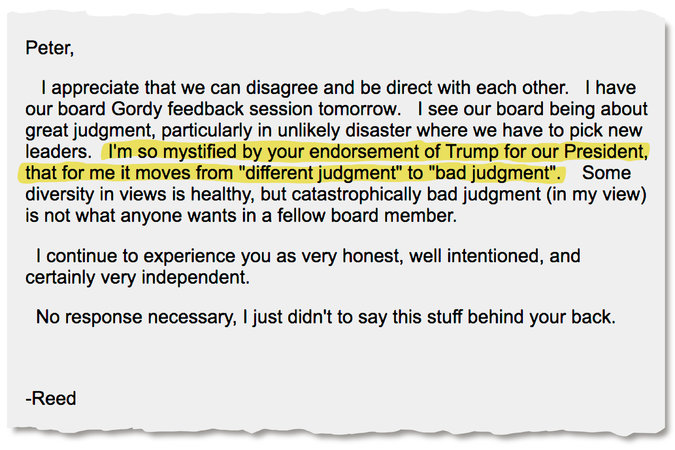 Peter,
I appreciate that we can disagree and be direct with each other. I have
our board Gordy feedback session tomorrow. I see our board being about
great judgment, particularly in unlikely disaster where we have to pick new
leaders. I'm so mystified by your endorsement of Trump for our President,
that for me it moves from "different judgment" to "bad judgment". Some
diversity in views is healthy, but catastrophically bad judgment (in my view)
is not what anyone wants in a fellow board member.
I continue to experience you as very honest, well intentioned, and
certainly very independent.
No response necessary, I just didn't to say this stuff behind your back.
-Reed